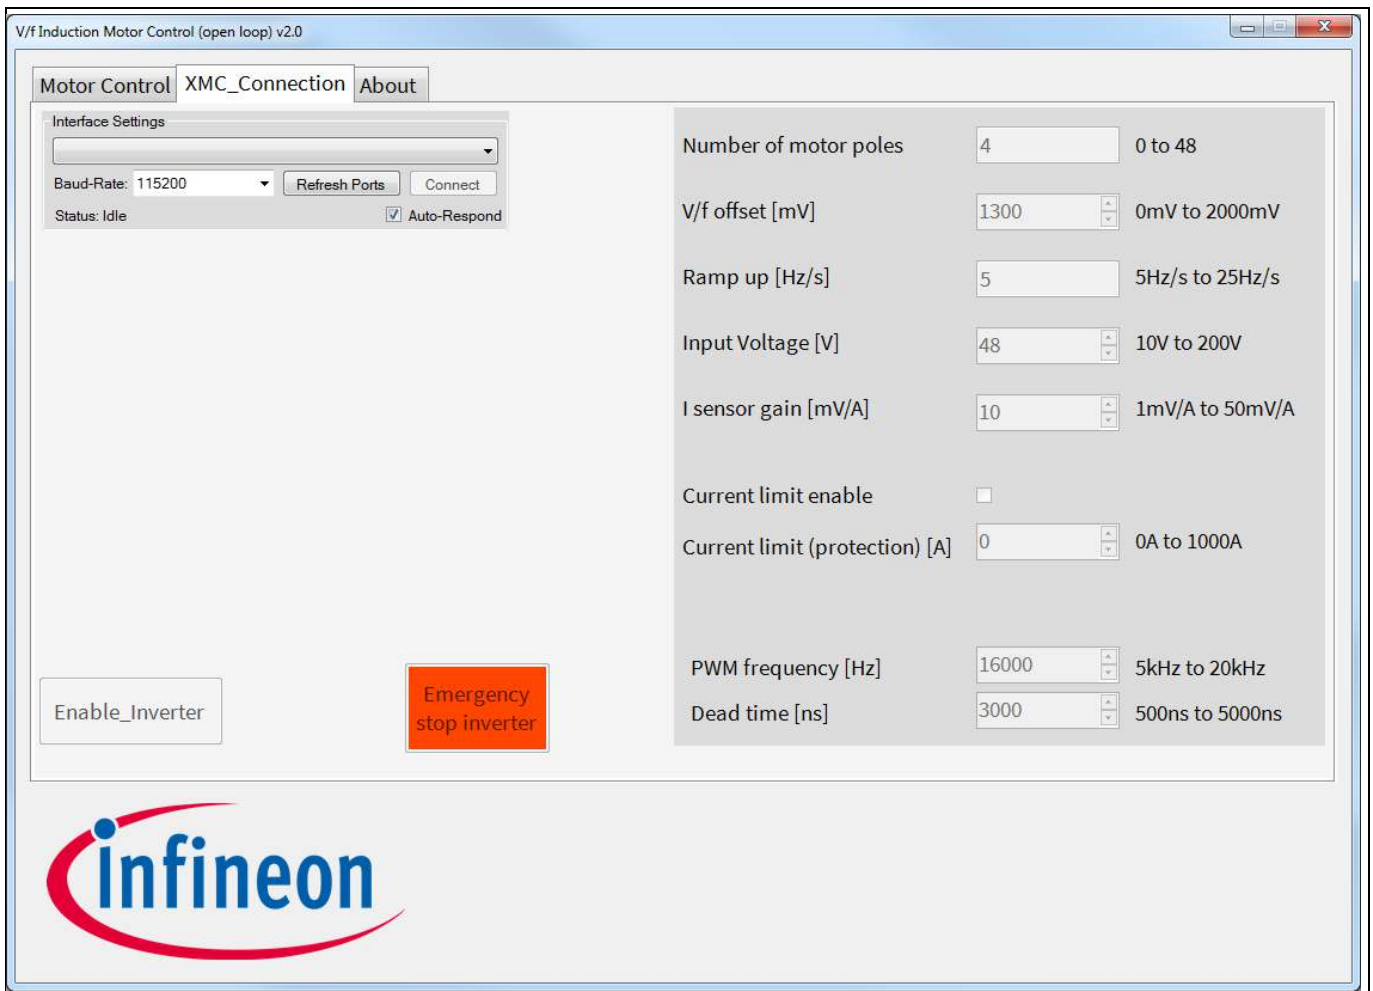 V/f Induction Motor Control (open loop) v2.0
Motor Control XMC_Connection About
Interface Settings
Baud-Rate: 115200 Refresh Ports Connect
Status: Idle Auto-Respond
Number of motor poles 4 0 to 48
V/f offset [mV] 1300 0mV to 2000mV
Ramp up [Hz/s] 5 5Hz/s to 25Hz/s
Input Voltage [V] 48 10V to 200V
I sensor gain [mV/A] 10 1mV/A to 50mV/A
Current limit enable
Current limit (protection) [A] 0 0A to 1000A
PWM frequency [Hz] 16000 5kHz to 20kHz
Dead time [ns] 3000 500ns to 5000ns
Enable_Inverter
Emergency
stop inverter
infineon